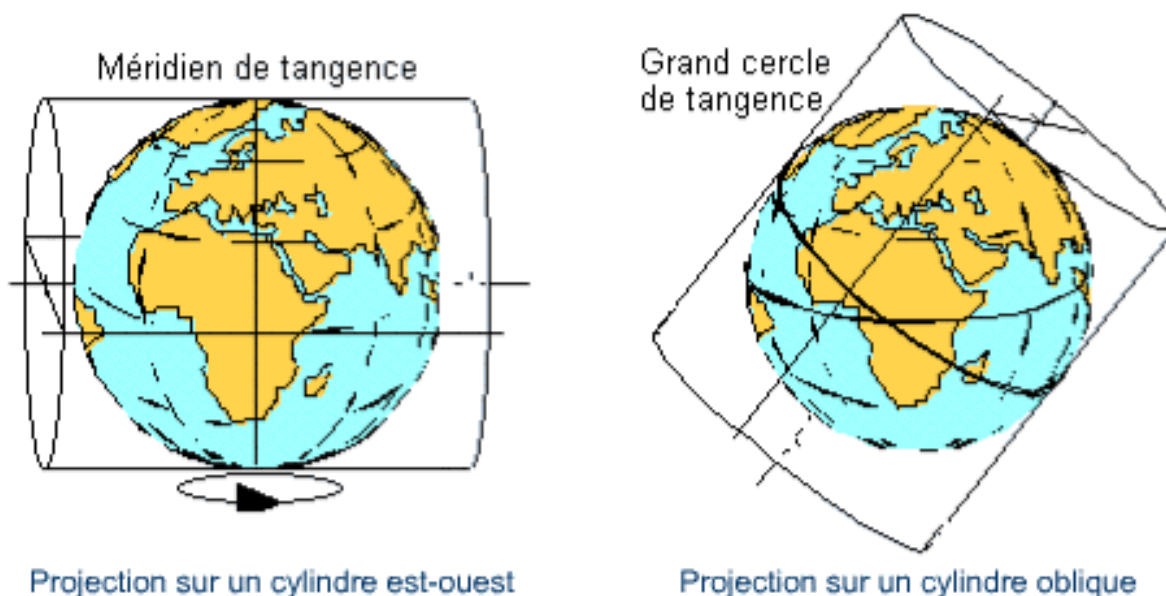 Méridien de tangence
Grand cercle
de tangence
Projection sur un cylindre est-ouest
Projection sur un cylindre oblique